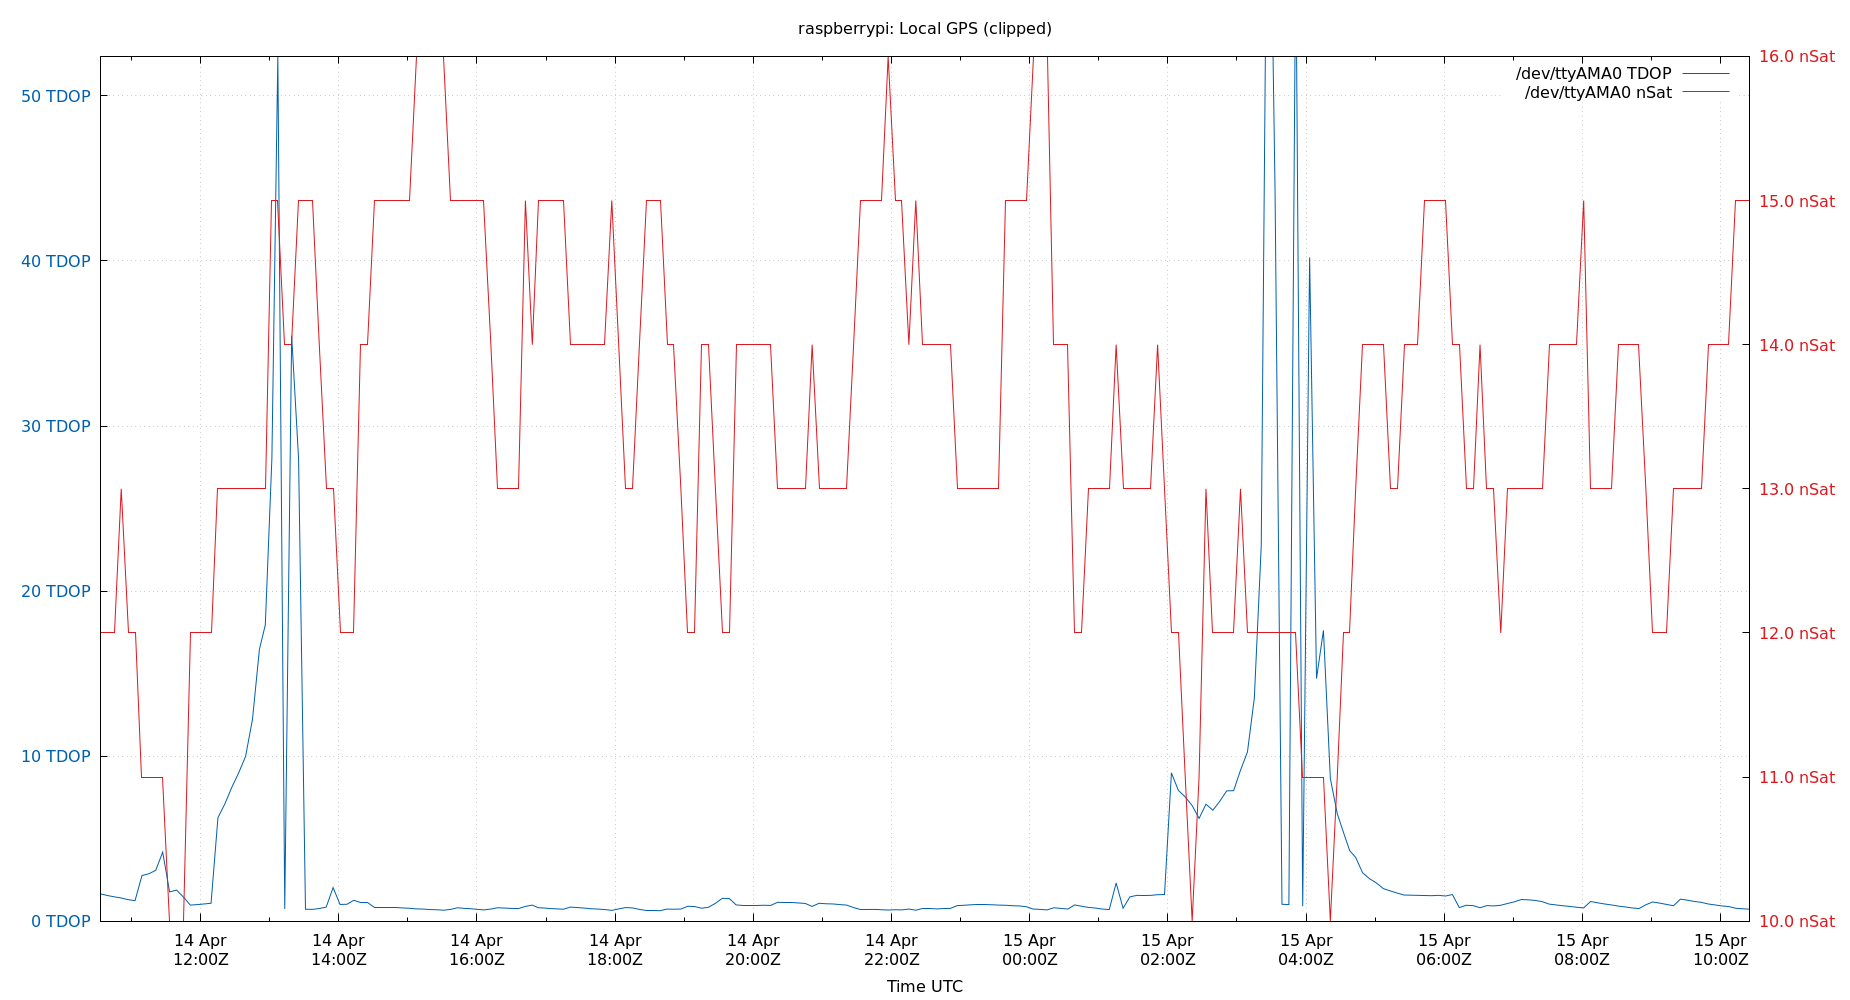 raspberrypi: Local GPS (clipped)
/dev/ttyAMA0 TDOP
/dev/ttyAMA0 nSat
50 TDOP
40 TDOP
30 TDOP
20 TDOP
10 TDOP
0 TDOP
16.0 nSat
15.0 nSat
14.0 nSat
13.0 nSat
12.0 nSat
11.0 nSat
10.0 nSat
14 Apr
12:00Z
14 Apr
14:00Z
14 Apr
16:00Z
14 Apr
18:00Z
14 Apr
20:00Z
14 Apr
22:00Z
15 Apr
00:00Z
15 Apr
02:00Z
15 Apr
04:00Z
15 Apr
06:00Z
15 Apr
08:00Z
15 Apr
10:00Z
Time UTC